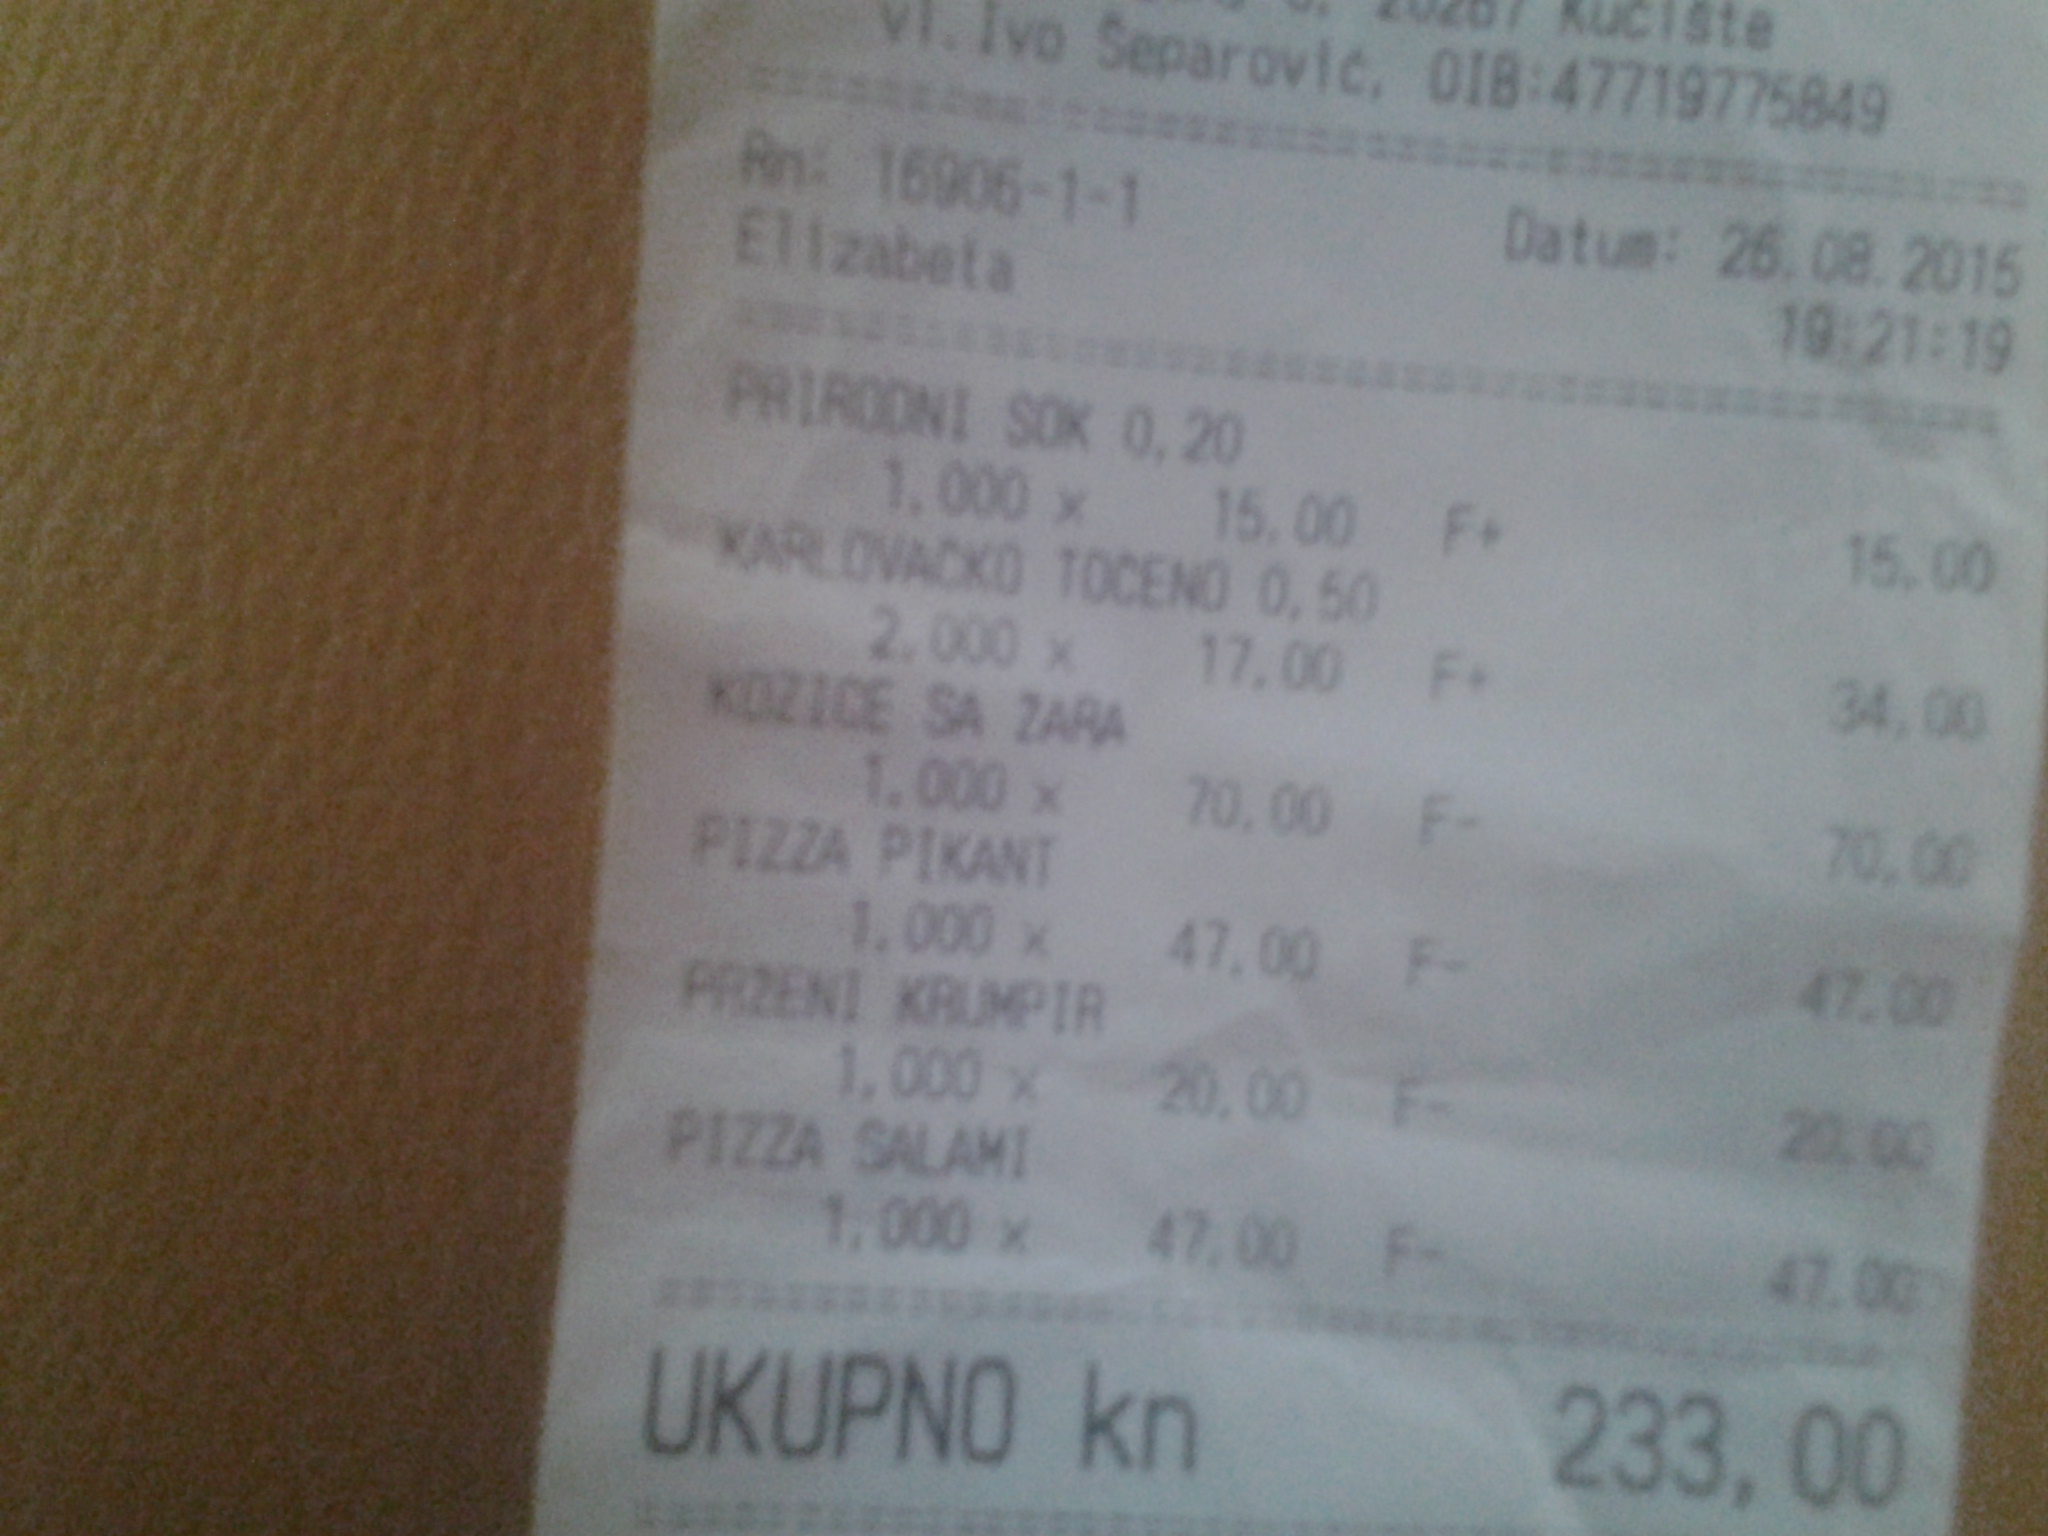 20267 Kučište
vl.Ivo Šeparović, OIB:47719775849
Rn: 16906-1-1
Datum: 26.08.2015
Elizabeta
19:21:19
PRIRODNI SOK 0,20
1.000 x 15.00 F+ 15.00
KARLOVACKO TOCENO 0,50
2.000 x 17.00 F+ 34.00
KOZICE SA ZARA
1.000 x 70.00 F- 70.00
PIZZA PIKANT
1.000 x 47.00 F- 47.00
PRZENI KRUMPIR
1.000 x 20.00 F- 20.00
PIZZA SALAMI
1.000 x 47.00 F- 47.00
UKUPNO kn 233,00